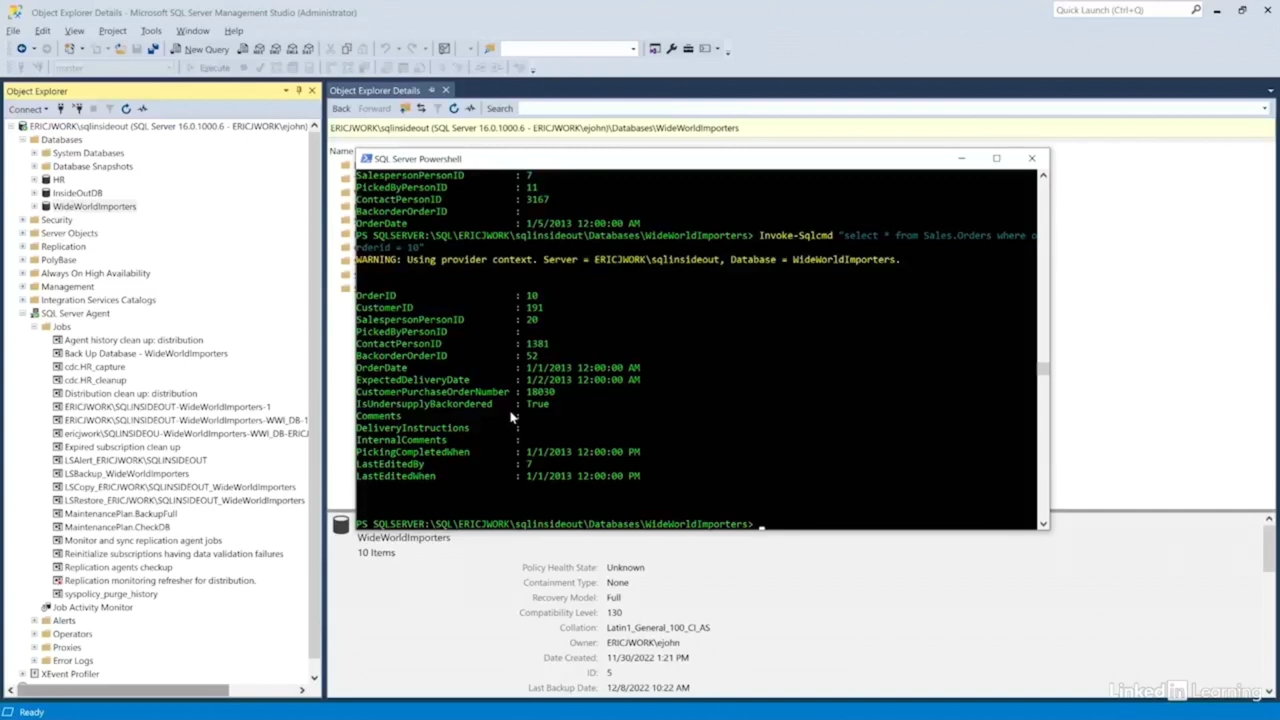 Object Explorer Details - Microsoft SQL Server Management Studio (Administrator)
Quick Launch (Ctrl+Q)
File Edit View Project Tools Window Help
New Query
master
Execute
Object Explorer
Connect
ERICJWORK\sqlinsideout (SQL Server 16.0.1000.6 - ERICJWORK\ejohn)
Databases
System Databases
Database Snapshots
HR
InsideOutDB
WideWorldImporters
Security
Server Objects
Replication
PolyBase
Always On High Availability
Management
Integration Services Catalogs
SQL Server Agent
Jobs
Agent history clean up: distribution
Back Up Database - WideWorldImporters
cdc.HR_capture
cdc.HR_cleanup
Distribution clean up: distribution
ERICJWORK\SQLINSIDEOUT-WideWorldImporters-1
ERICJWORK\SQLINSIDEOUT-WideWorldImporters-WWI_DB-1
ericjwork\SQLINSIDEOU-WideWorldImporters-WWI_DB-ERIC
Expired subscription clean up
LSAlert_ERICJWORK\SQLINSIDEOUT
LSBackup_WideWorldImporters
LSCopy_ERICJWORK\SQLINSIDEOUT_WideWorldImporters
LSRestore_ERICJWORK\SQLINSIDEOUT_WideWorldImporters
MaintenancePlan.BackupFull
MaintenancePlan.CheckDB
Monitor and sync replication agent jobs
Reinitialize subscriptions having data validation failures
Replication agents checkup
Replication monitoring refresher for distribution.
syspolicy_purge_history
Job Activity Monitor
Alerts
Operators
Proxies
Error Logs
XEvent Profiler
Object Explorer Details
Back Forward Search
ERICJWORK\sqlinsideout (SQL Server 16.0.1000.6 - ERICJWORK\ejohn)\Databases\WideWorldImporters
Name
SQL Server Powershell
SalespersonPersonID : 7
PickedByPersonID : 11
ContactPersonID : 3167
BackorderOrderID :
OrderDate : 1/5/2013 12:00:00 AM
PS SQLSERVER:\SQL\ERICJWORK\sqlinsideout\Databases\WideWorldImporters> Invoke-Sqlcmd "select * from Sales.Orders where o
rderid = 10"
WARNING: Using provider context. Server = ERICJWORK\sqlinsideout, Database = WideWorldImporters.
OrderID : 10
CustomerID : 191
SalespersonPersonID : 20
PickedByPersonID :
ContactPersonID : 1381
BackorderOrderID : 52
OrderDate : 1/1/2013 12:00:00 AM
ExpectedDeliveryDate : 1/2/2013 12:00:00 AM
CustomerPurchaseOrderNumber : 18030
IsUndersupplyBackordered : True
Comments :
DeliveryInstructions :
InternalComments :
PickingCompletedWhen : 1/1/2013 12:00:00 PM
LastEditedBy : 7
LastEditedWhen : 1/1/2013 12:00:00 PM
PS SQLSERVER:\SQL\ERICJWORK\sqlinsideout\Databases\WideWorldImporters>
WideWorldImporters
10 Items
Policy Health State: Unknown
Containment Type: None
Recovery Model: Full
Compatibility Level: 130
Collation: Latin1_General_100_CI_AS
Owner: ERICJWORK\ejohn
Date Created: 11/30/2022 1:21 PM
ID: 5
Last Backup Date: 12/8/2022 10:22 AM
LinkedIn Learning
Ready